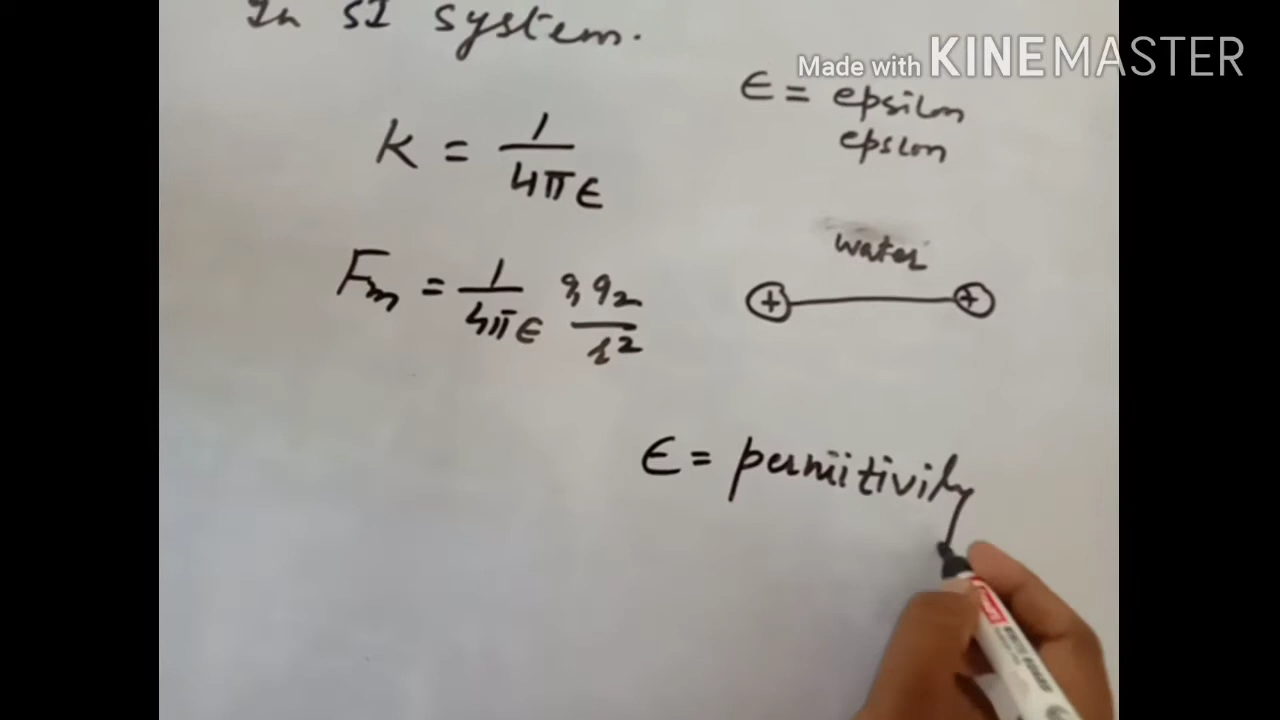 In SI system.
Made with KINEMASTER
ϵ = epsilon
epslon
K = 1/4πϵ
water
Fm = 1/4πϵ q1q2/r²
+ +
ϵ = permitivity